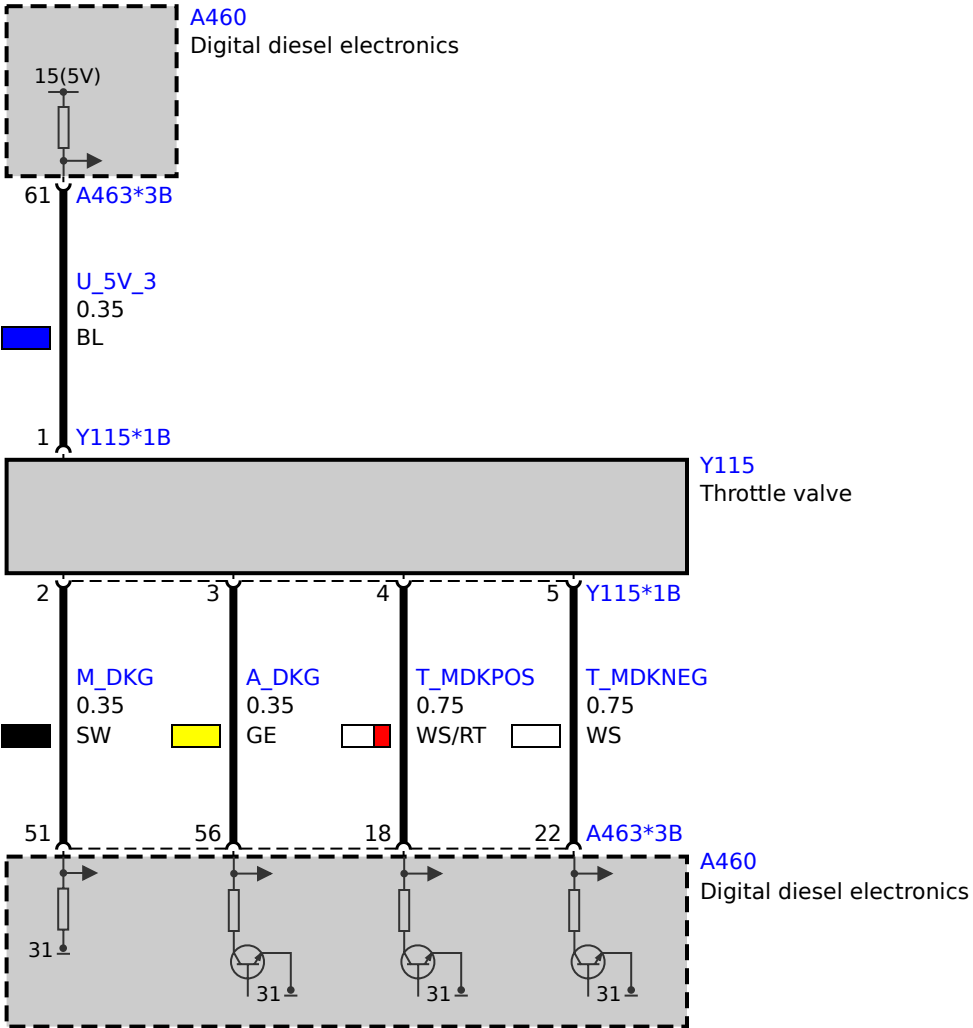 A460
Digital diesel electronics
15(5V)
61 A463*3B
U_5V_3
0.35
BL
1 Y115*1B
Y115
Throttle valve
2 3 4 5 Y115*1B
M_DKG A_DKG T_MDKPOS T_MDKNEG
0.35 0.35 0.75 0.75
SW GE WS/RT WS
51 56 18 22 A463*3B
A460
Digital diesel electronics
31
31 31 31